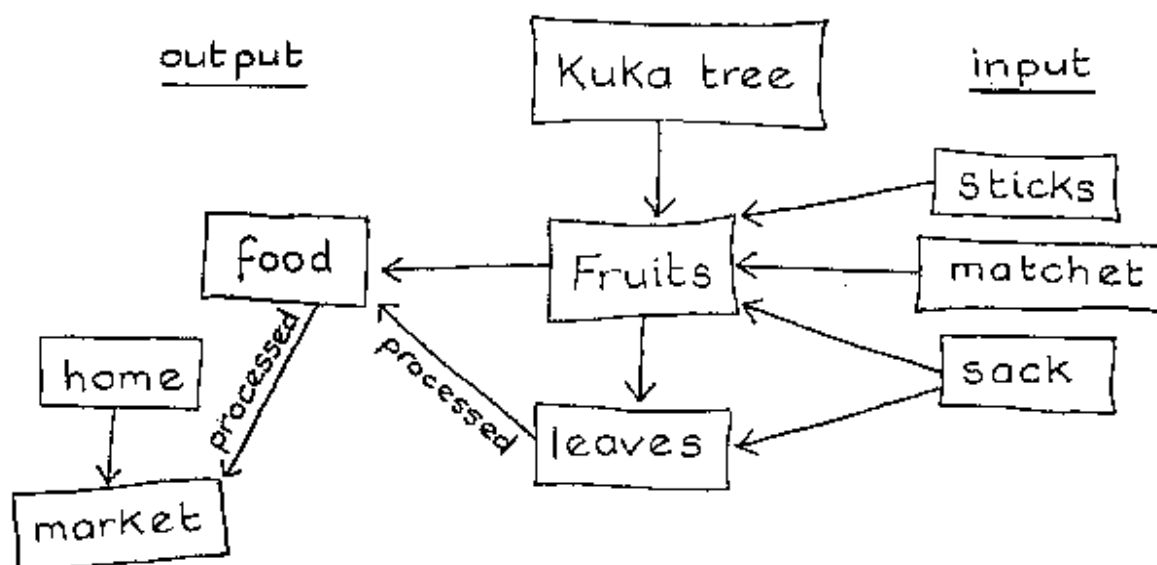 output
Kuka tree
input
sticks
food
Fruits
matchet
processed
processed
home
sack
leaves
market